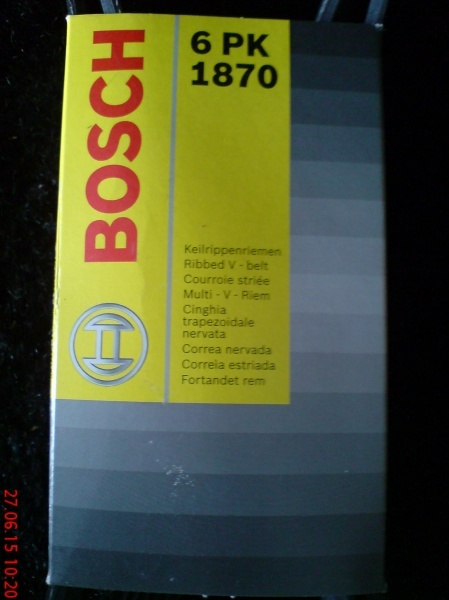 BOSCH
6 PK
1870
Keilrippenriemen
Ribbed V - belt
Courroie striée
Multi - V - Riem
Cinghia
trapezoidale
nervata
Correa nervada
Correia estriada
Fortandet rem
27.06.15 10:20